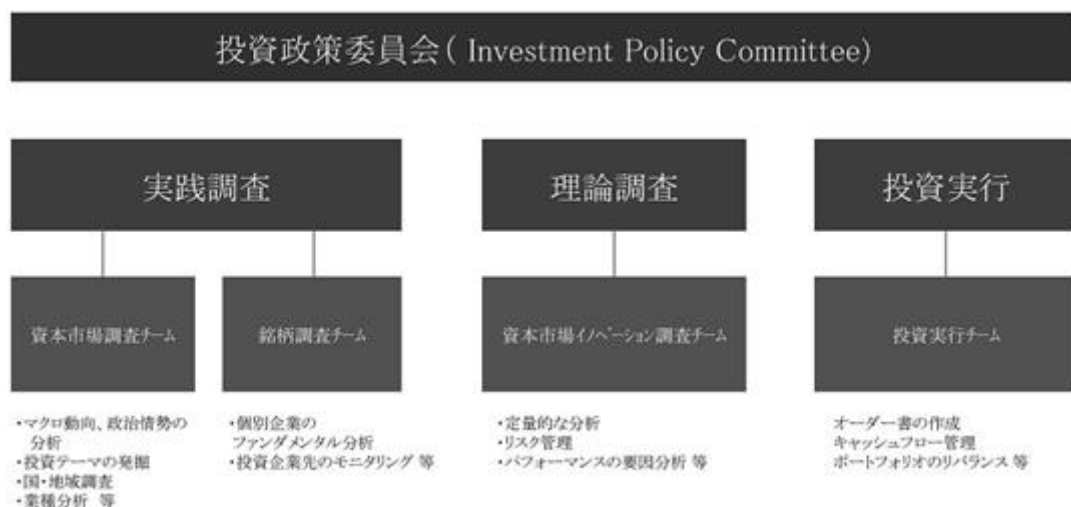 投資政策委員会( Investment Policy Committee)
実践調査
理論調査
投資実行
資本市場調査チーム
銘柄調査チーム
資本市場イノベーション調査チーム
投資実行チーム
・マクロ動向、政治情勢の
分析
・投資テーマの発掘
・国・地域調査
・業種分析 等
・個別企業の
ファンダメンタル分析
・投資企業先のモニタリング 等
・定量的な分析
・リスク管理
・パフォーマンスの要因分析 等
オーダー書の作成
キャッシュフロー管理
ポートフォリオのリバランス 等